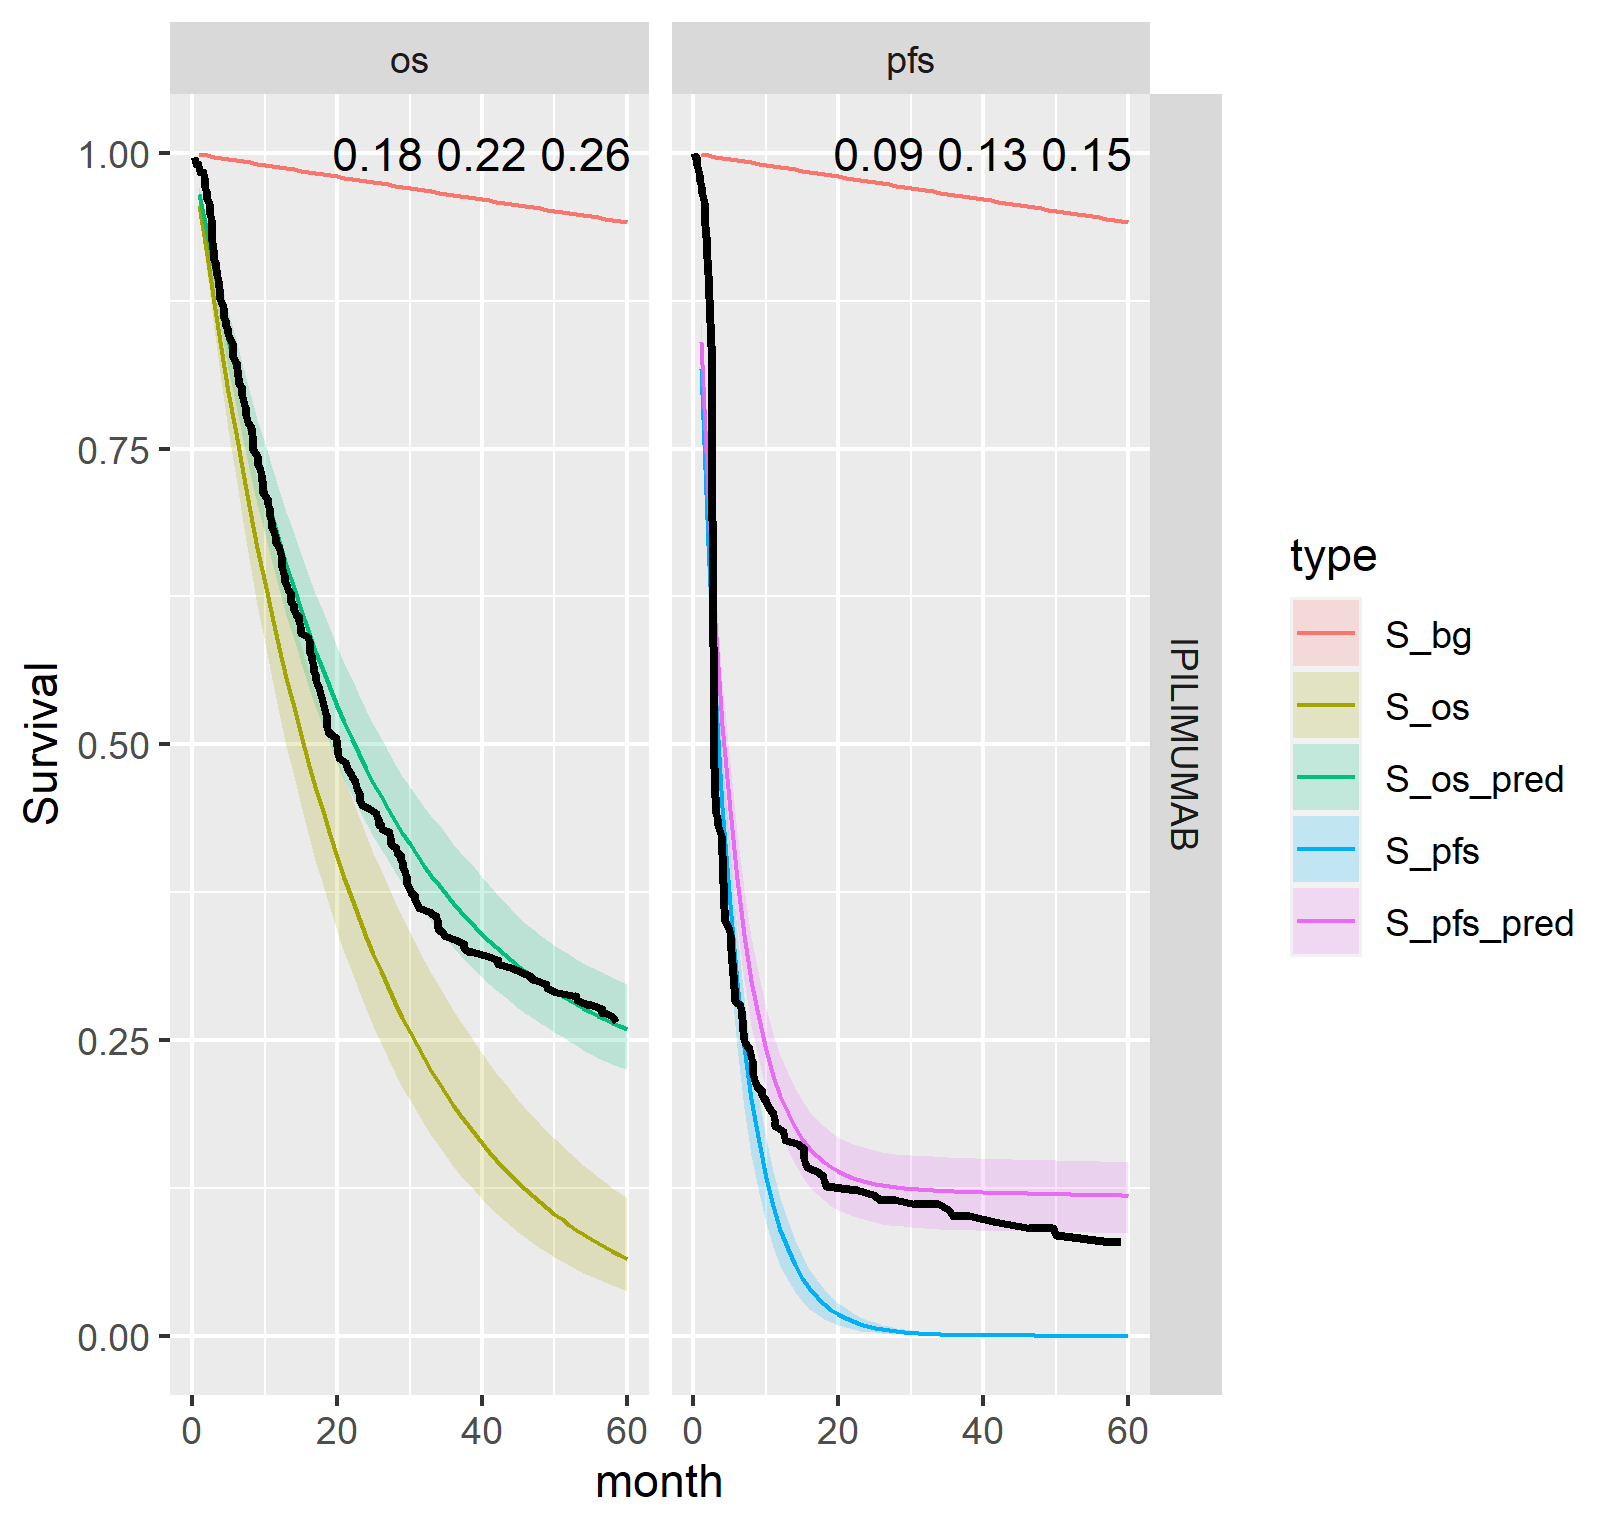 os
pfs
0.18 0.22 0.26
0.09 0.13 0.15
1.00
0.75
0.50
0.25
0.00
Survival
0 20 40 60
0 20 40 60
month
IPILIMUMAB
type
S_bg
S_os
S_os_pred
S_pfs
S_pfs_pred